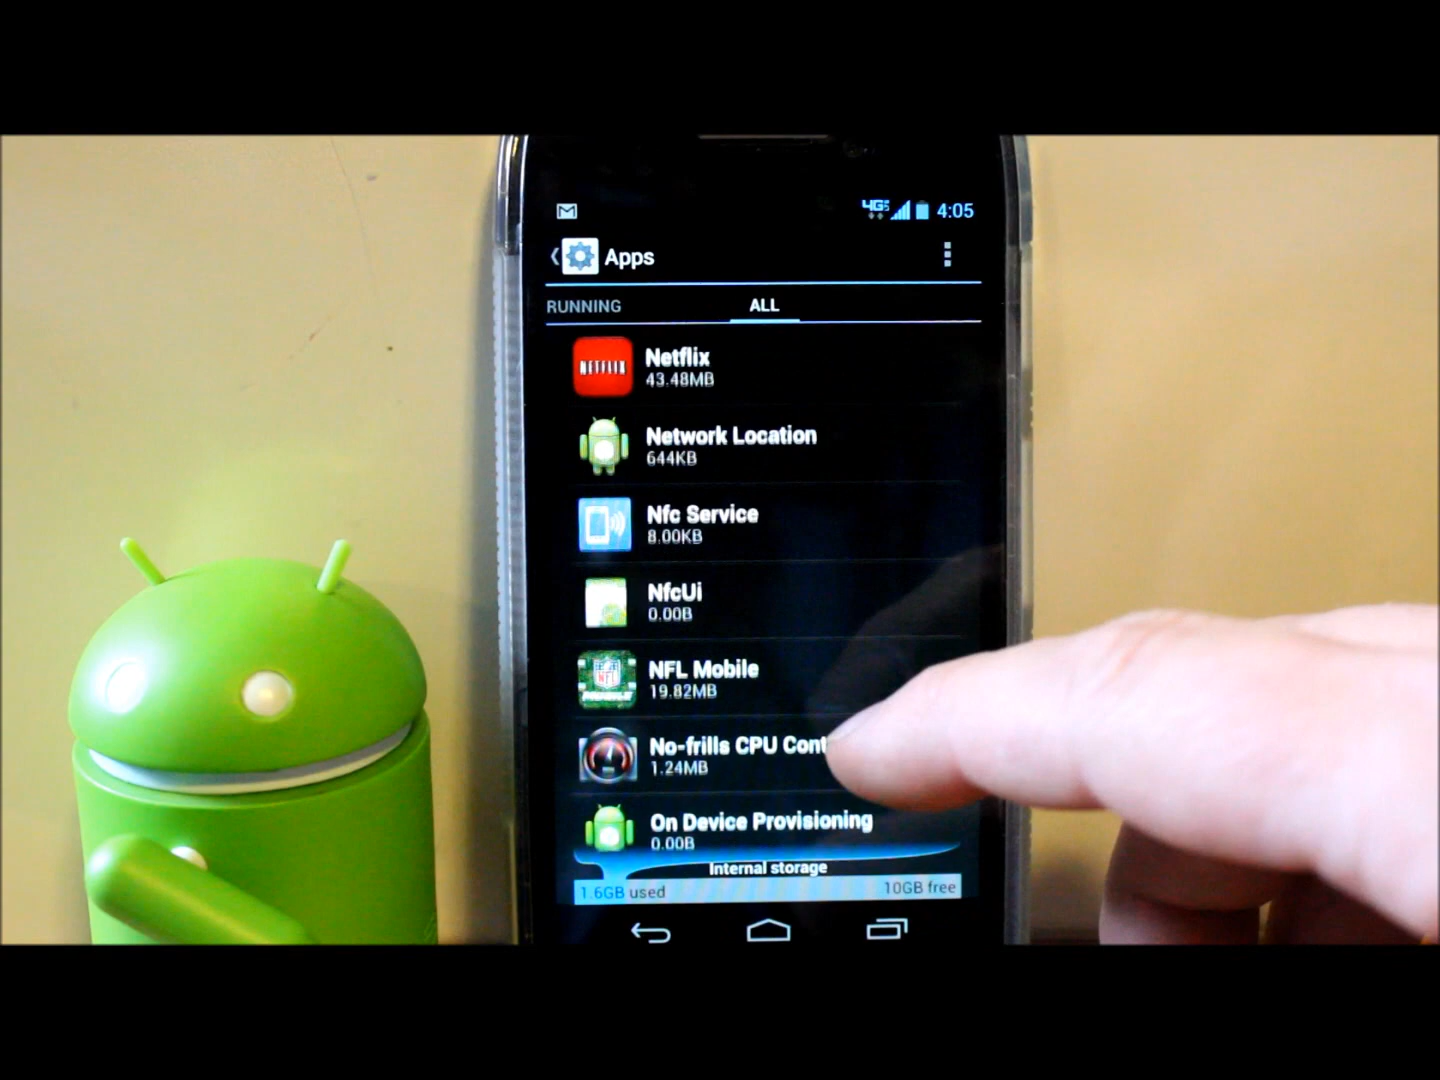 4G 4:05
Apps
RUNNING ALL
NETFLIX
Netflix
43.48MB
Network Location
644KB
Nfc Service
8.00KB
NfcUi
0.00B
NFL
MOBILE
NFL Mobile
19.82MB
No-frills CPU Cont
1.24MB
On Device Provisioning
0.00B
Internal storage
1.6GB used 10GB free